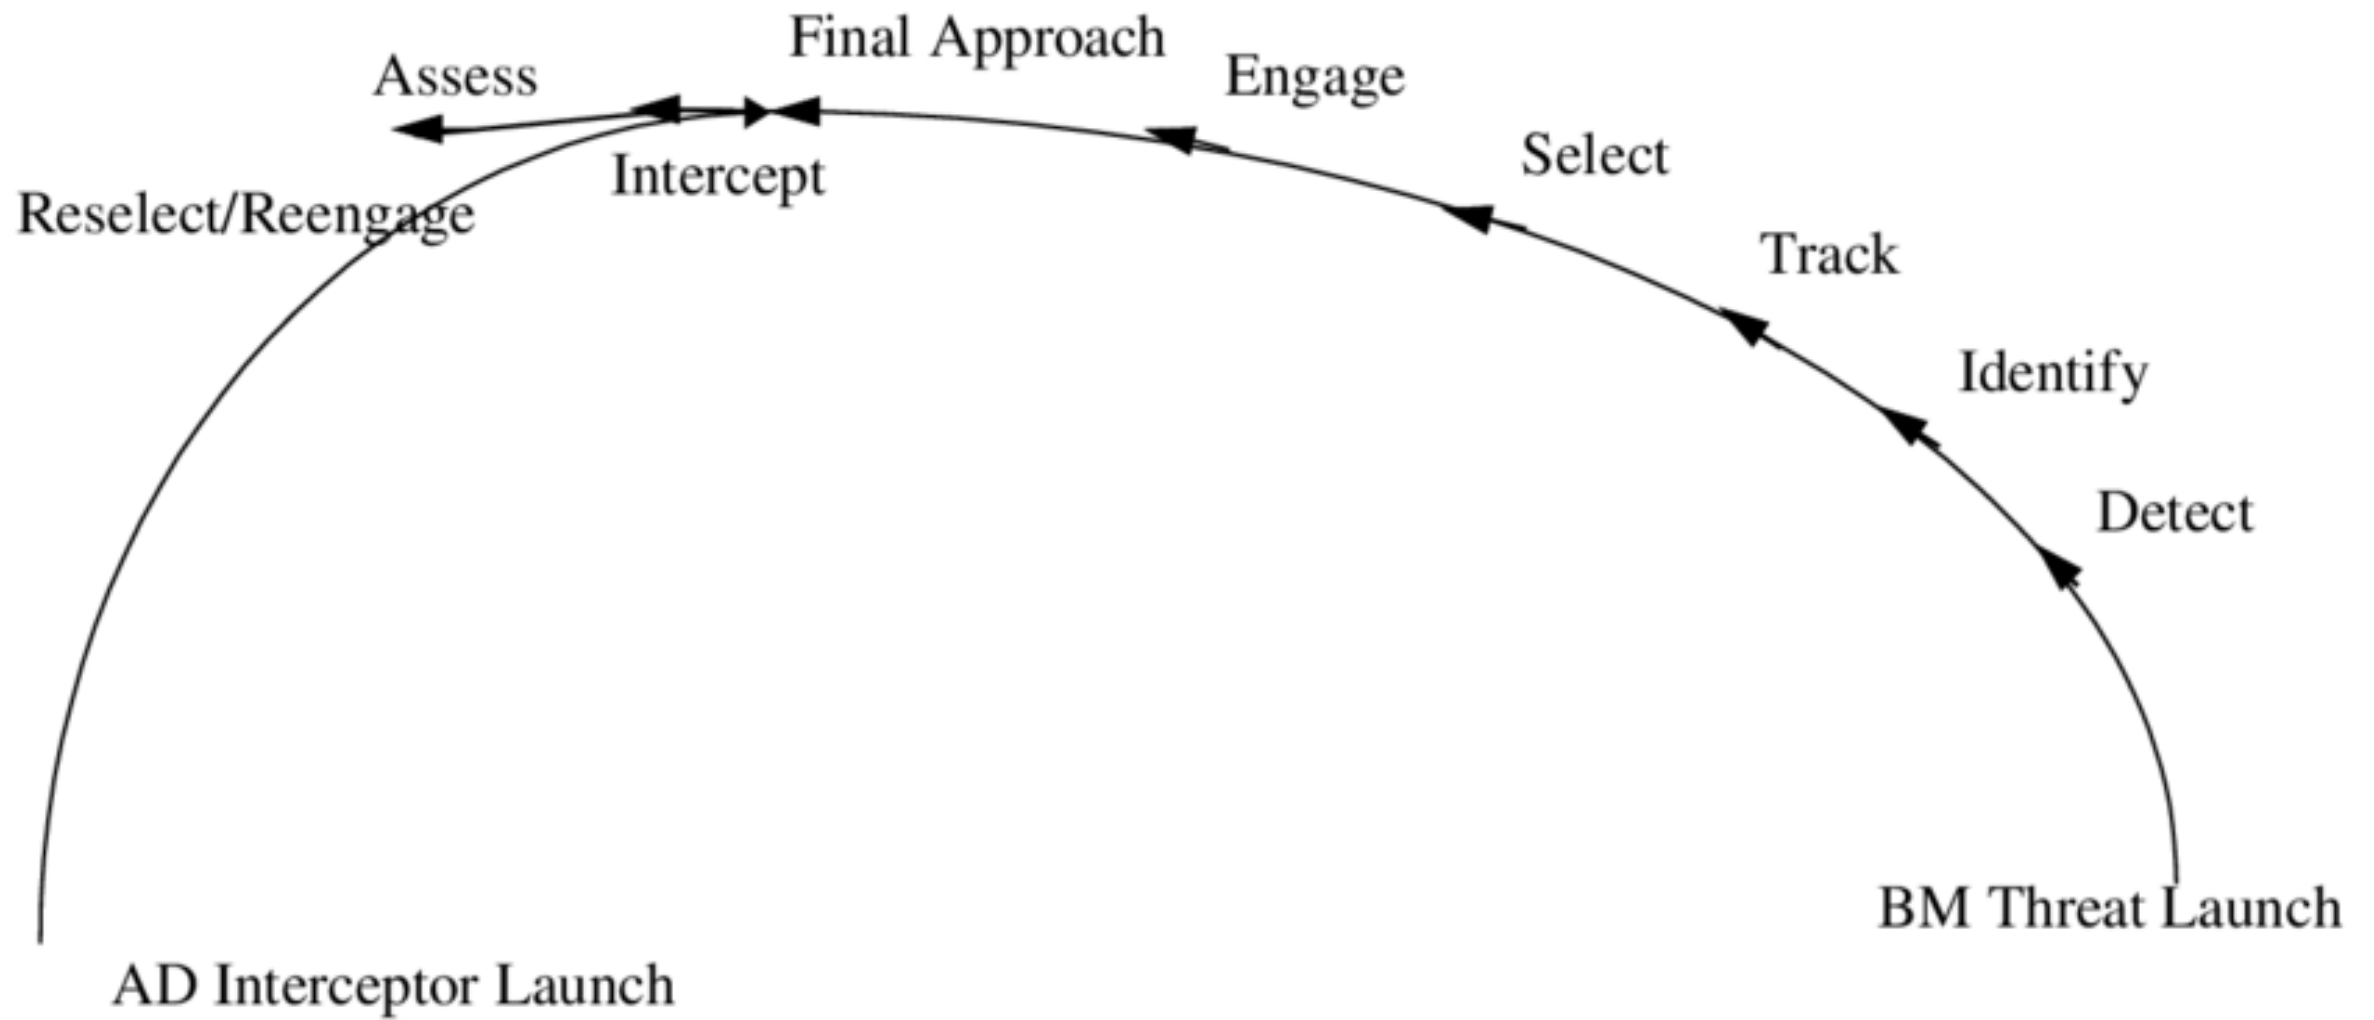 Final Approach
Assess
Engage
Select
Intercept
Reselect/Reengage
Track
Identify
Detect
BM Threat Launch
AD Interceptor Launch